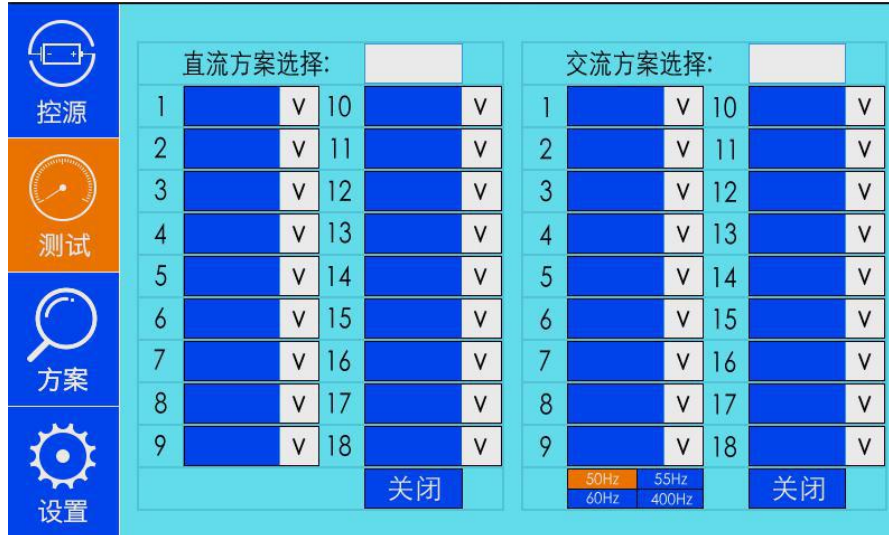 控源
测试
方案
设置
直流方案选择:
1 V 10 V
2 V 11 V
3 V 12 V
4 V 13 V
5 V 14 V
6 V 15 V
7 V 16 V
8 V 17 V
9 V 18 V
关闭
交流方案选择:
1 V 10 V
2 V 11 V
3 V 12 V
4 V 13 V
5 V 14 V
6 V 15 V
7 V 16 V
8 V 17 V
9 V 18 V
50Hz 55Hz
60Hz 400Hz
关闭